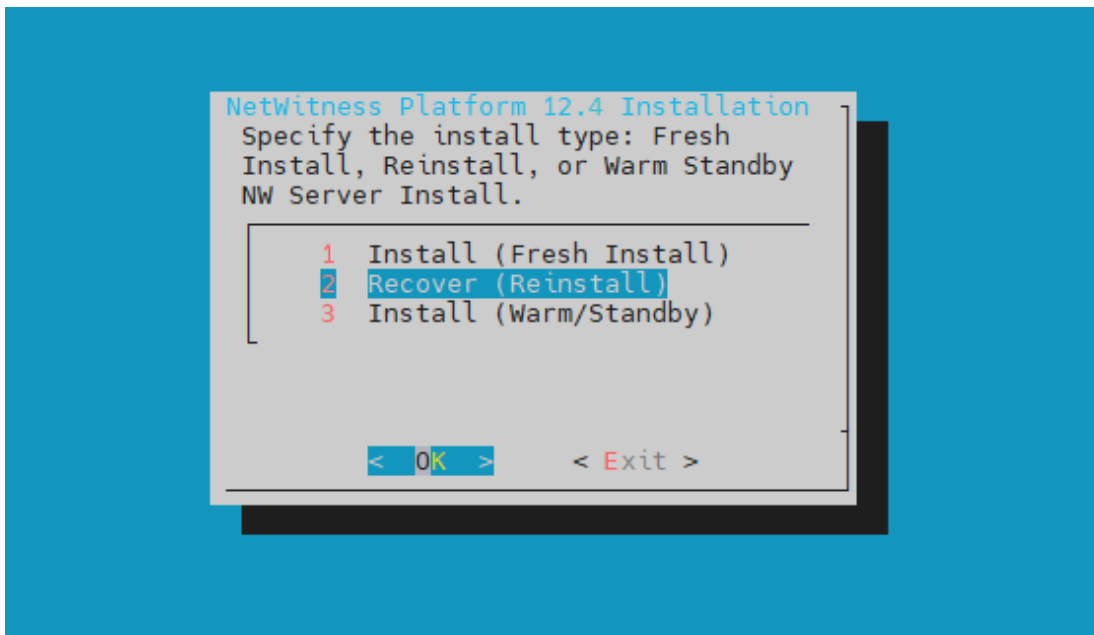 NetWitness Platform 12.4 Installation
Specify the install type: Fresh
Install, Reinstall, or Warm Standby
NW Server Install.
1 Install (Fresh Install)
2 Recover (Reinstall)
3 Install (Warm/Standby)
< OK > < Exit >